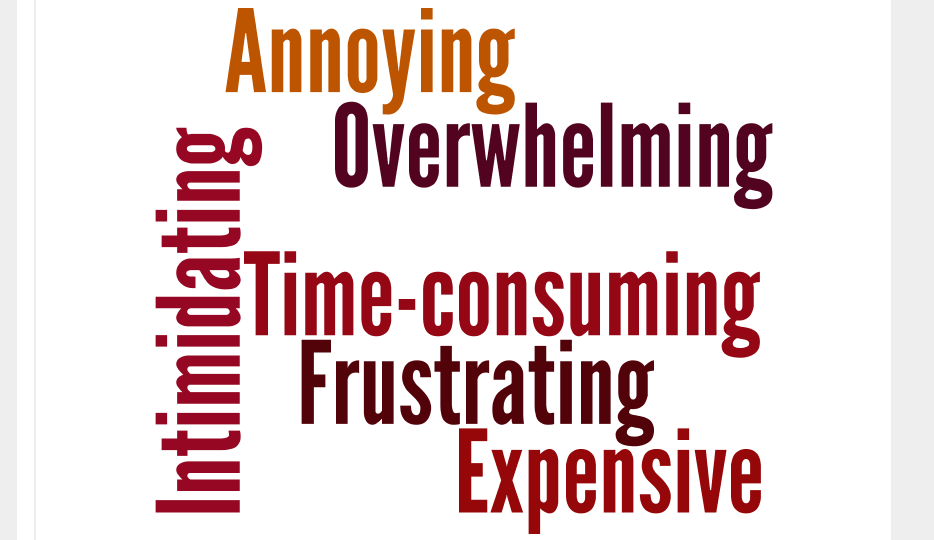 Annoying
Overwhelming
Intimidating
Time-consuming
Frustrating
Expensive